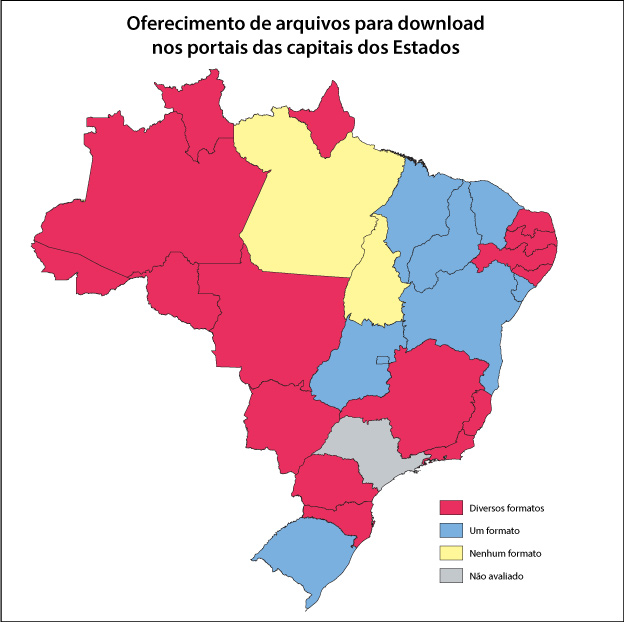 Oferecimento de arquivos para download
nos portais das capitais dos Estados
Diversos formatos
Um formato
Nenhum formato
Não avaliado